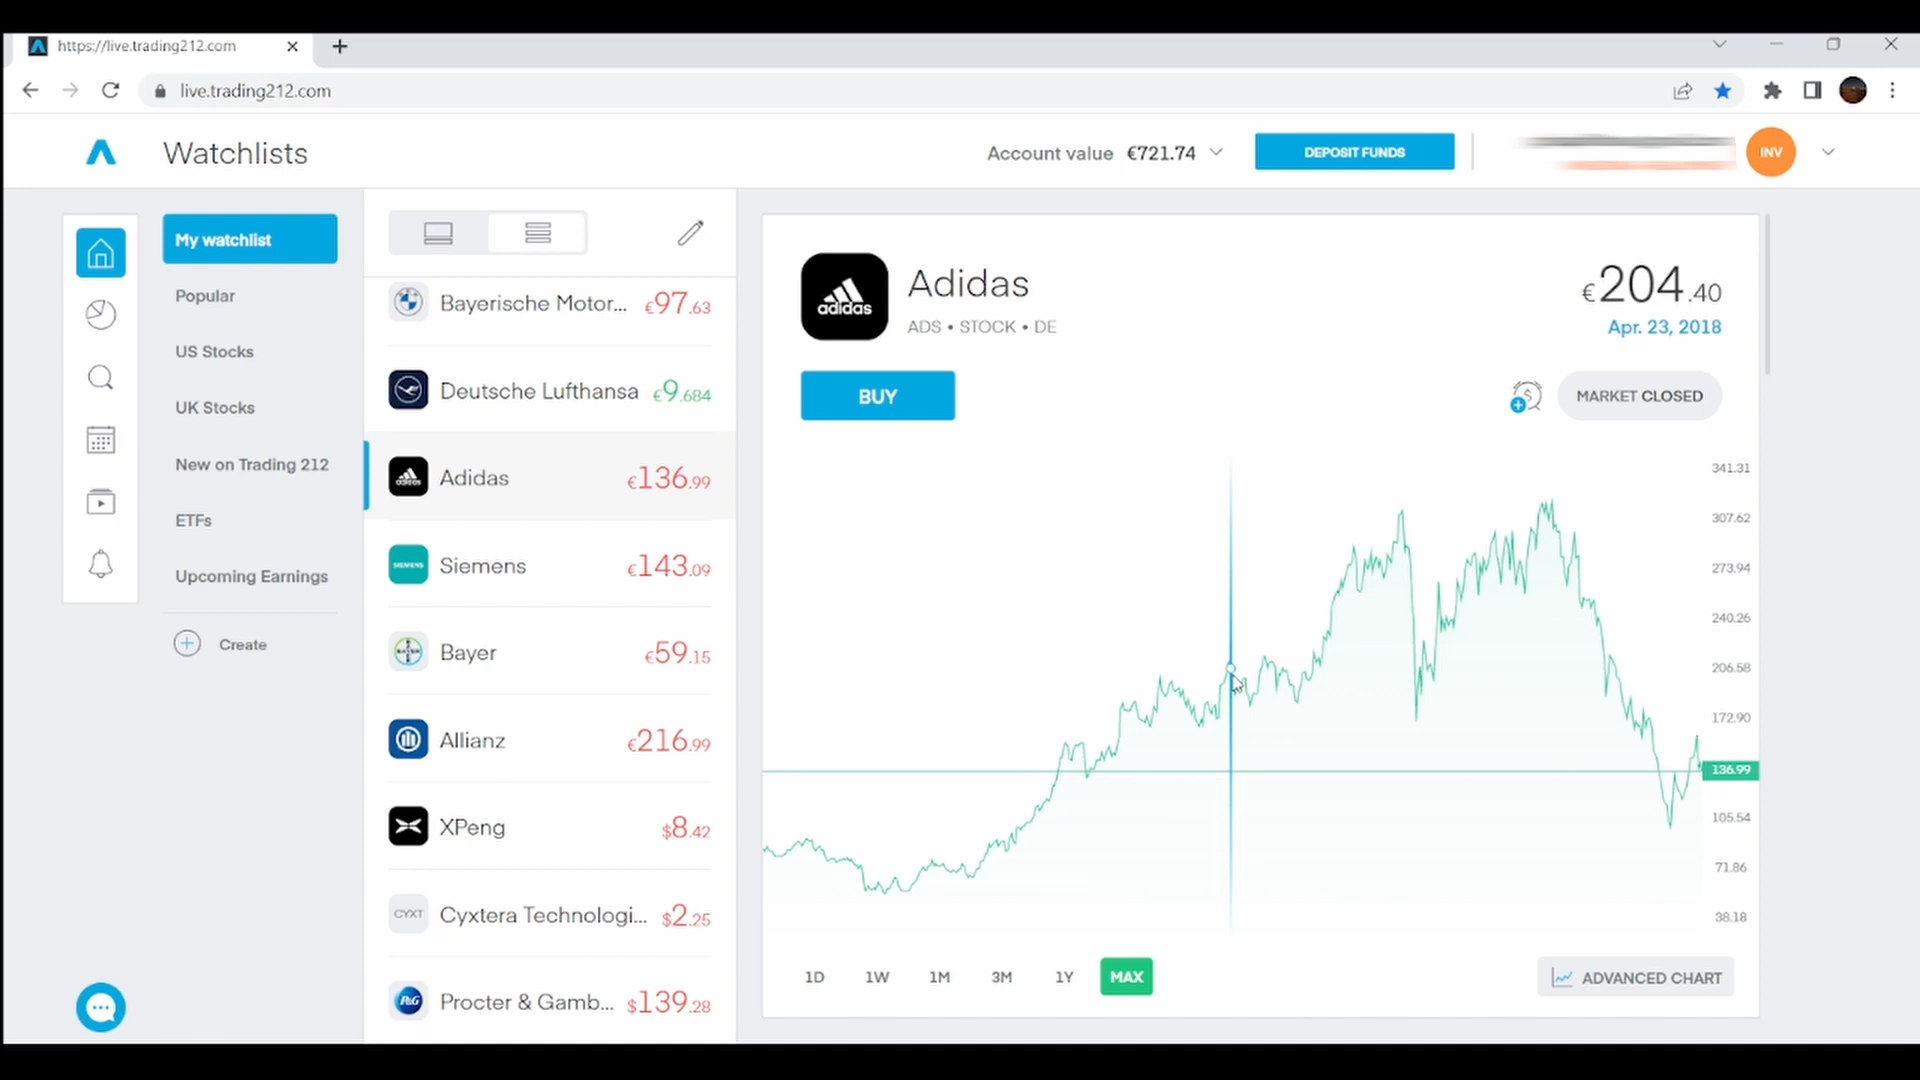 https://live.trading212.com
live.trading212.com
Watchlists
Account value €721.74
DEPOSIT FUNDS
INV
My watchlist
Popular
US Stocks
UK Stocks
New on Trading 212
ETFs
Upcoming Earnings
Create
Bayerische Motor... €97.63
Deutsche Lufthansa €9.684
adidas Adidas €136.99
SIEMENS Siemens €143.09
BAYER Bayer €59.15
Allianz €216.99
XPeng $8.42
CYXT Cyxtera Technologi... $2.25
P&G Procter & Gamb... $139.28
adidas
Adidas
ADS • STOCK • DE
€204.40
Apr. 23, 2018
BUY
MARKET CLOSED
341.31
307.62
273.94
240.26
206.58
172.90
136.99
105.54
71.86
38.18
1D 1W 1M 3M 1Y MAX
ADVANCED CHART